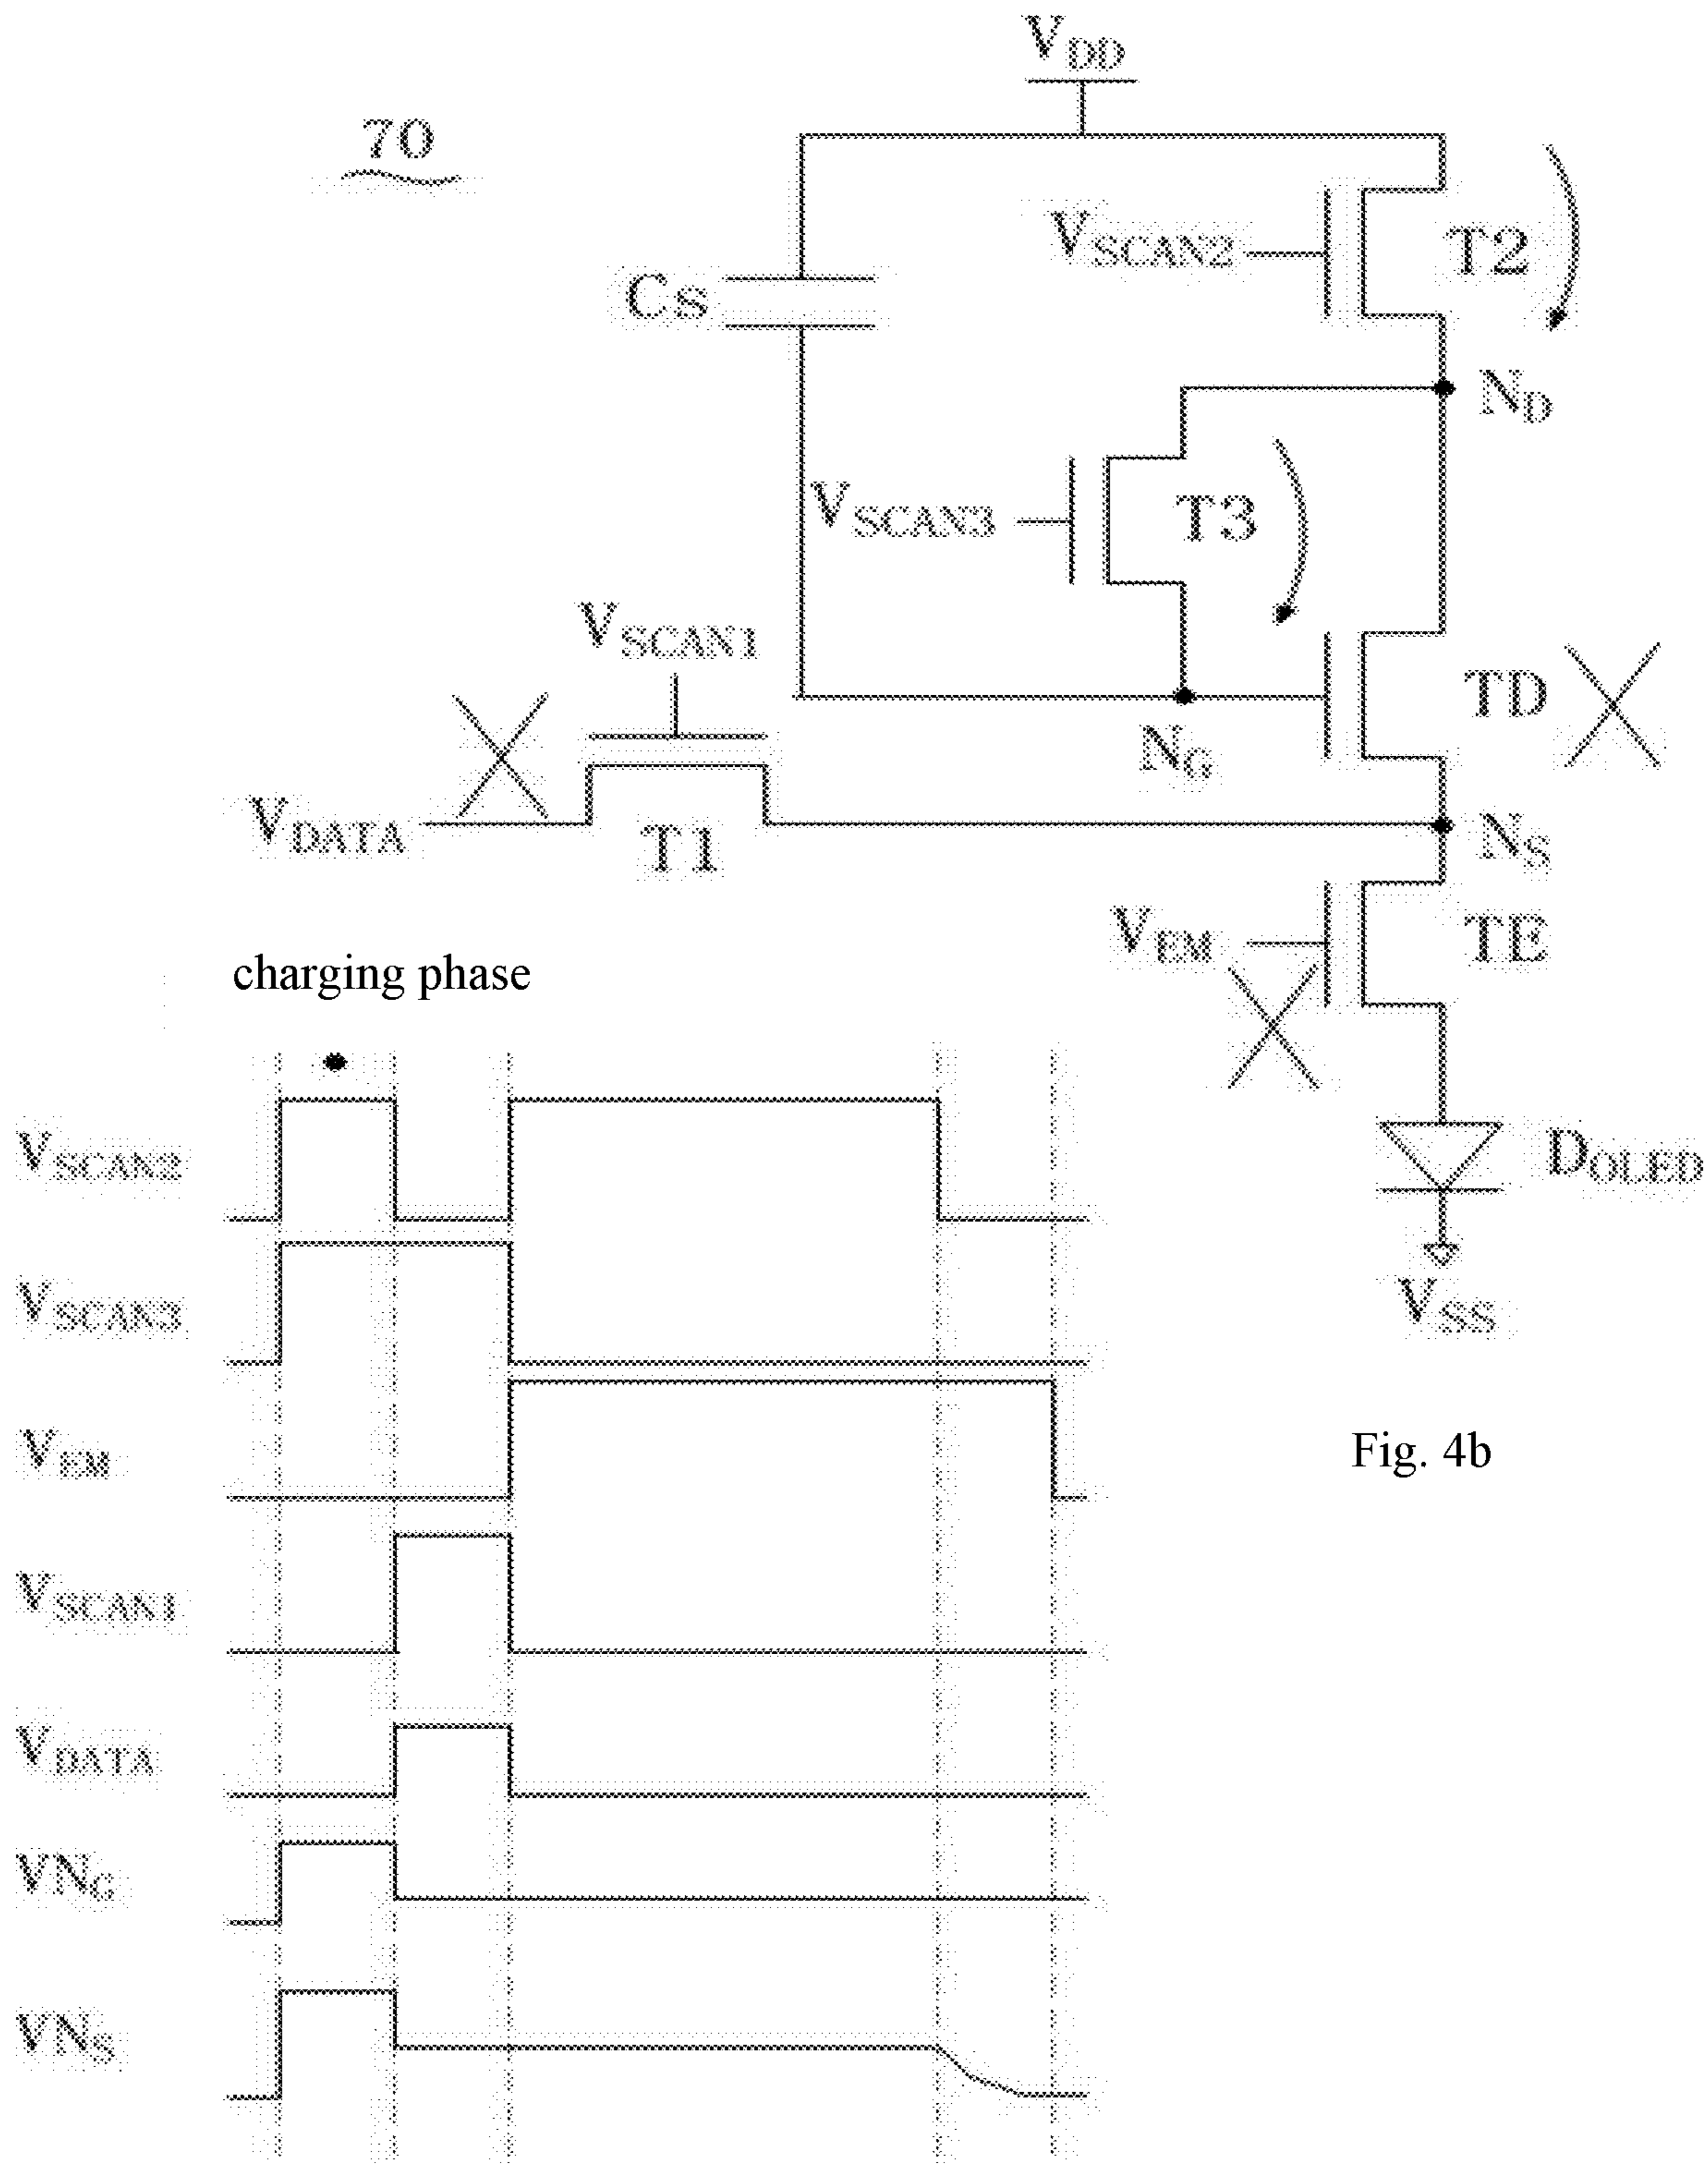 VDD
70
VSCAN2
T2
Cs
ND
VSCAN3
T3
VSCAN1
TD
NG
VDATA
T1
NS
VEM
TE
charging phase
DOLED
VSS
VSCAN2
VSCAN3
VEM
Fig. 4b
VSCAN1
VDATA
VNG
VNS